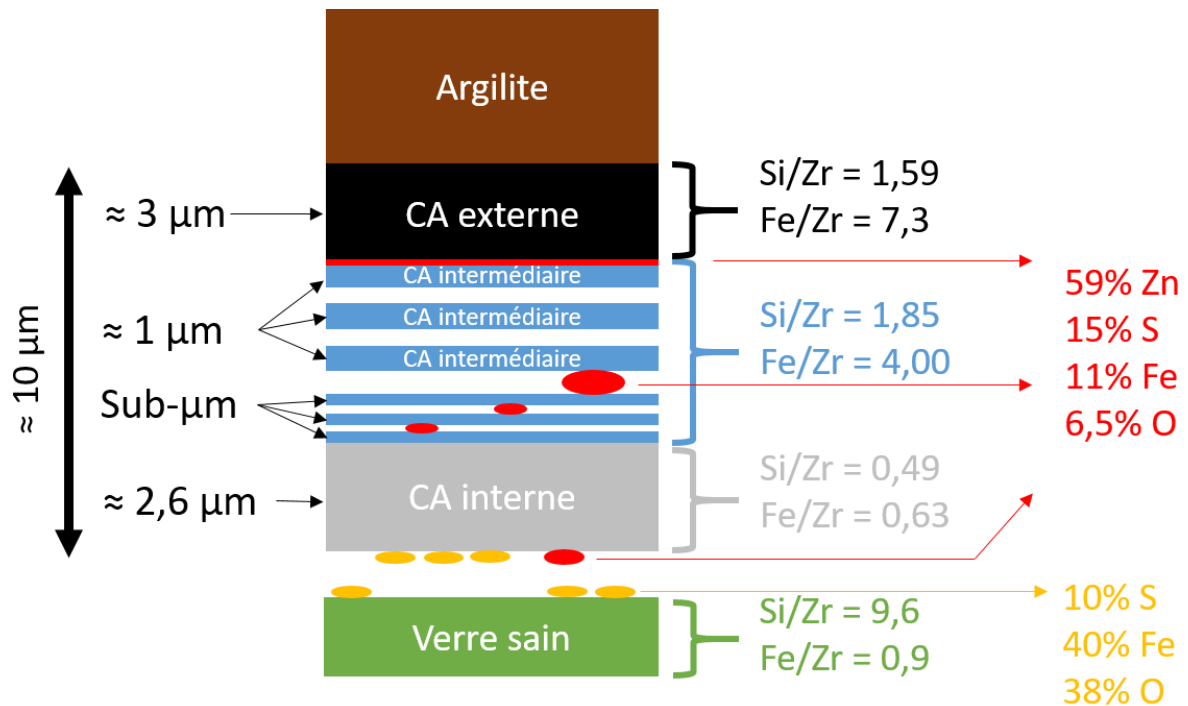 Argilite
CA externe
CA intermédiaire
CA intermédiaire
CA intermédiaire
CA interne
Verre sain
≈ 10 µm
≈ 3 µm
≈ 1 µm
Sub-µm
≈ 2,6 µm
Si/Zr = 1,59
Fe/Zr = 7,3
Si/Zr = 1,85
Fe/Zr = 4,00
Si/Zr = 0,49
Fe/Zr = 0,63
Si/Zr = 9,6
Fe/Zr = 0,9
59% Zn
15% S
11% Fe
6,5% O
10% S
40% Fe
38% O